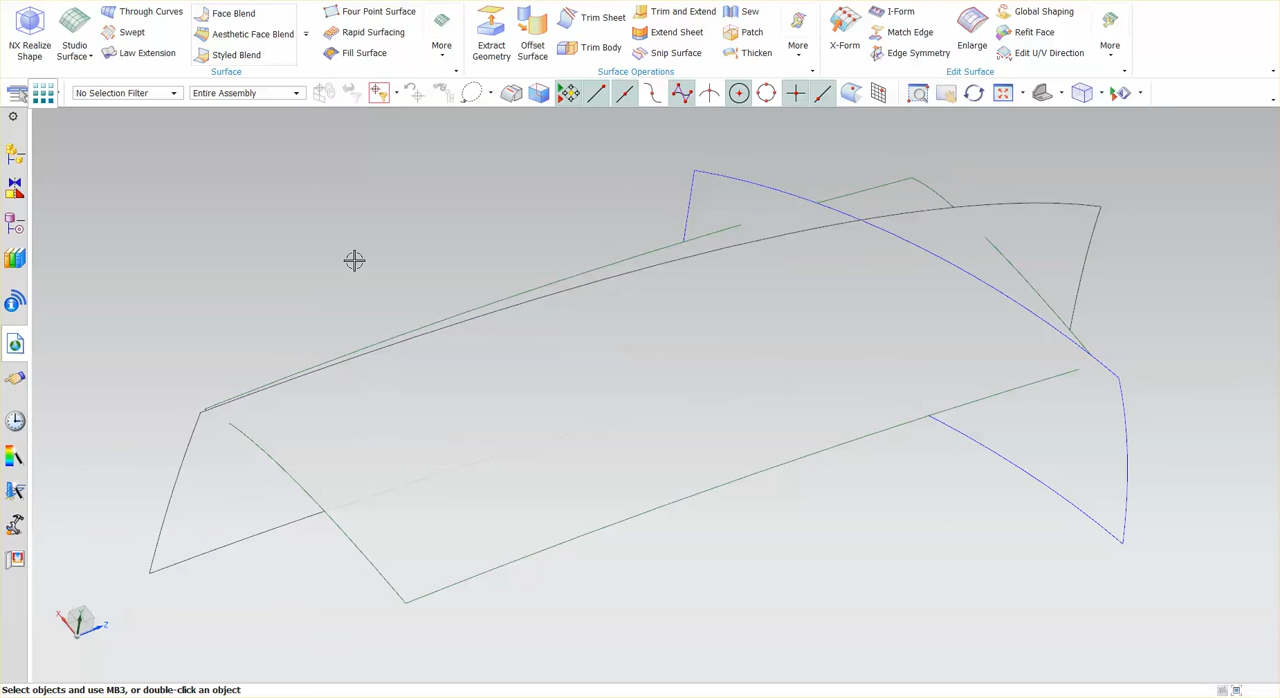 NX Realize Shape
Studio Surface
Through Curves
Swept
Law Extension
Face Blend
Aesthetic Face Blend
Styled Blend
Four Point Surface
Rapid Surfacing
Fill Surface
More
Surface
Extract Geometry
Offset Surface
Trim Sheet
Trim Body
Trim and Extend
Extend Sheet
Snip Surface
Sew
Patch
Thicken
More
Surface Operations
X-Form
I-Form
Match Edge
Edge Symmetry
Enlarge
Global Shaping
Refit Face
Edit U/V Direction
More
Edit Surface
No Selection Filter
Entire Assembly
X
Y
Z
Select objects and use MB3, or double-click an object